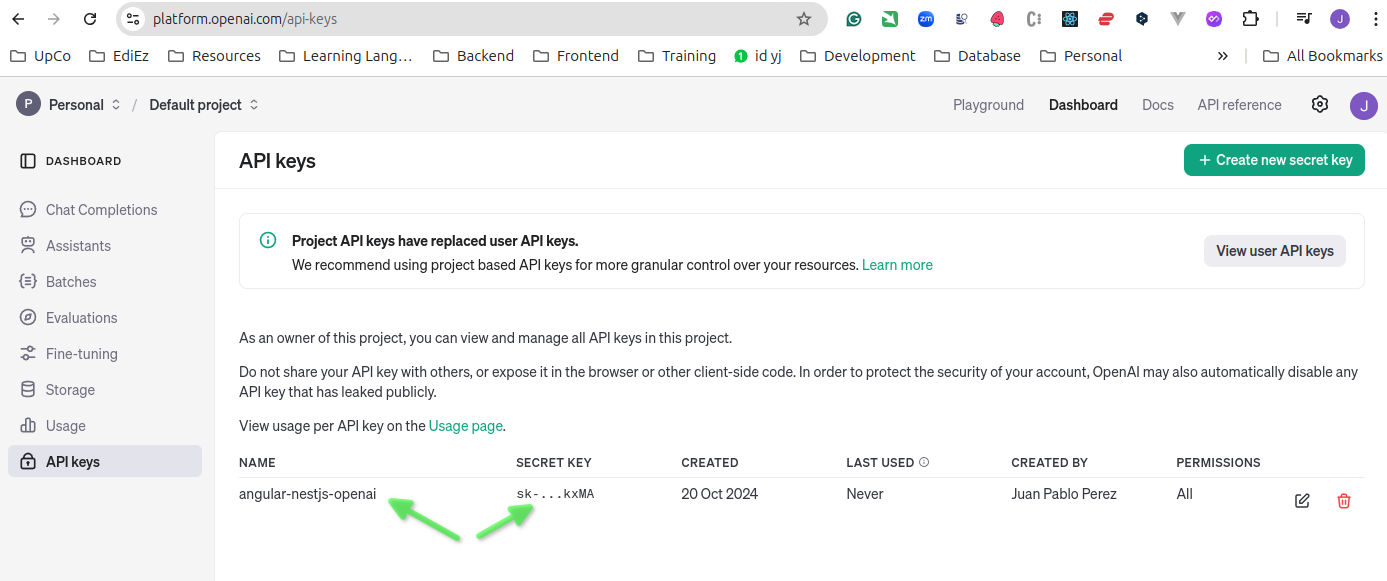 platform.openai.com/api-keys
zm
J
UpCo EdiEz Resources Learning Lang... Backend Frontend Training 1 id yj Development Database Personal » All Bookmarks
P Personal / Default project Playground Dashboard Docs API reference J
DASHBOARD
Chat Completions
Assistants
Batches
Evaluations
Fine-tuning
Storage
Usage
API keys
API keys
+ Create new secret key
Project API keys have replaced user API keys.
We recommend using project based API keys for more granular control over your resources. Learn more
View user API keys
As an owner of this project, you can view and manage all API keys in this project.
Do not share your API key with others, or expose it in the browser or other client-side code. In order to protect the security of your account, OpenAI may also automatically disable any
API key that has leaked publicly.
View usage per API key on the Usage page.
NAME SECRET KEY CREATED LAST USED CREATED BY PERMISSIONS
angular-nestjs-openai sk-...kxMA 20 Oct 2024 Never Juan Pablo Perez All